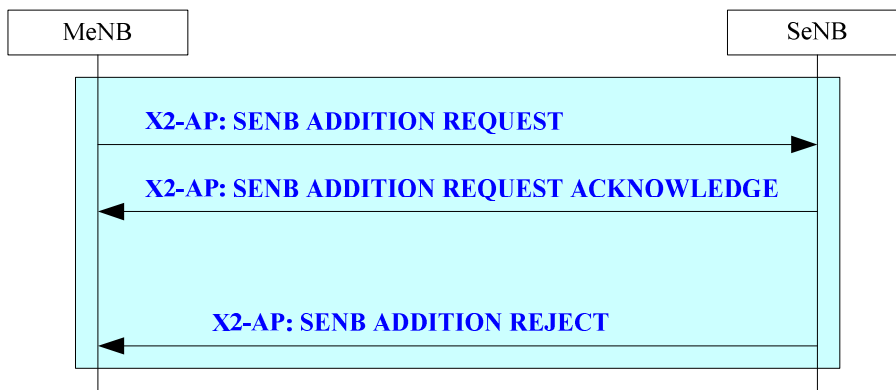 MeNB
SeNB
X2-AP: SENB ADDITION REQUEST
X2-AP: SENB ADDITION REQUEST ACKNOWLEDGE
X2-AP: SENB ADDITION REJECT